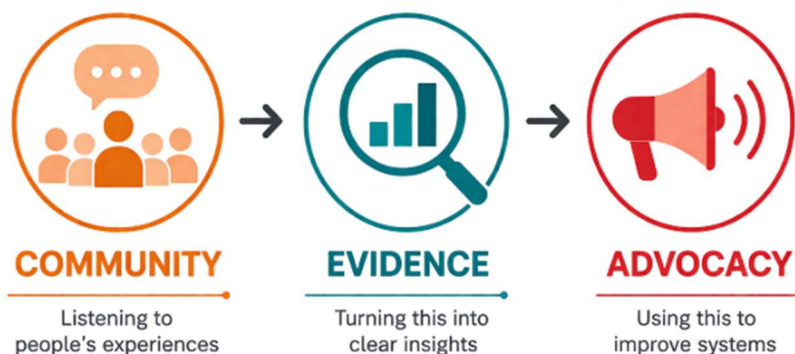 COMMUNITY
Listening to
people's experiences
EVIDENCE
Turning this into
clear insights
ADVOCACY
Using this to
improve systems